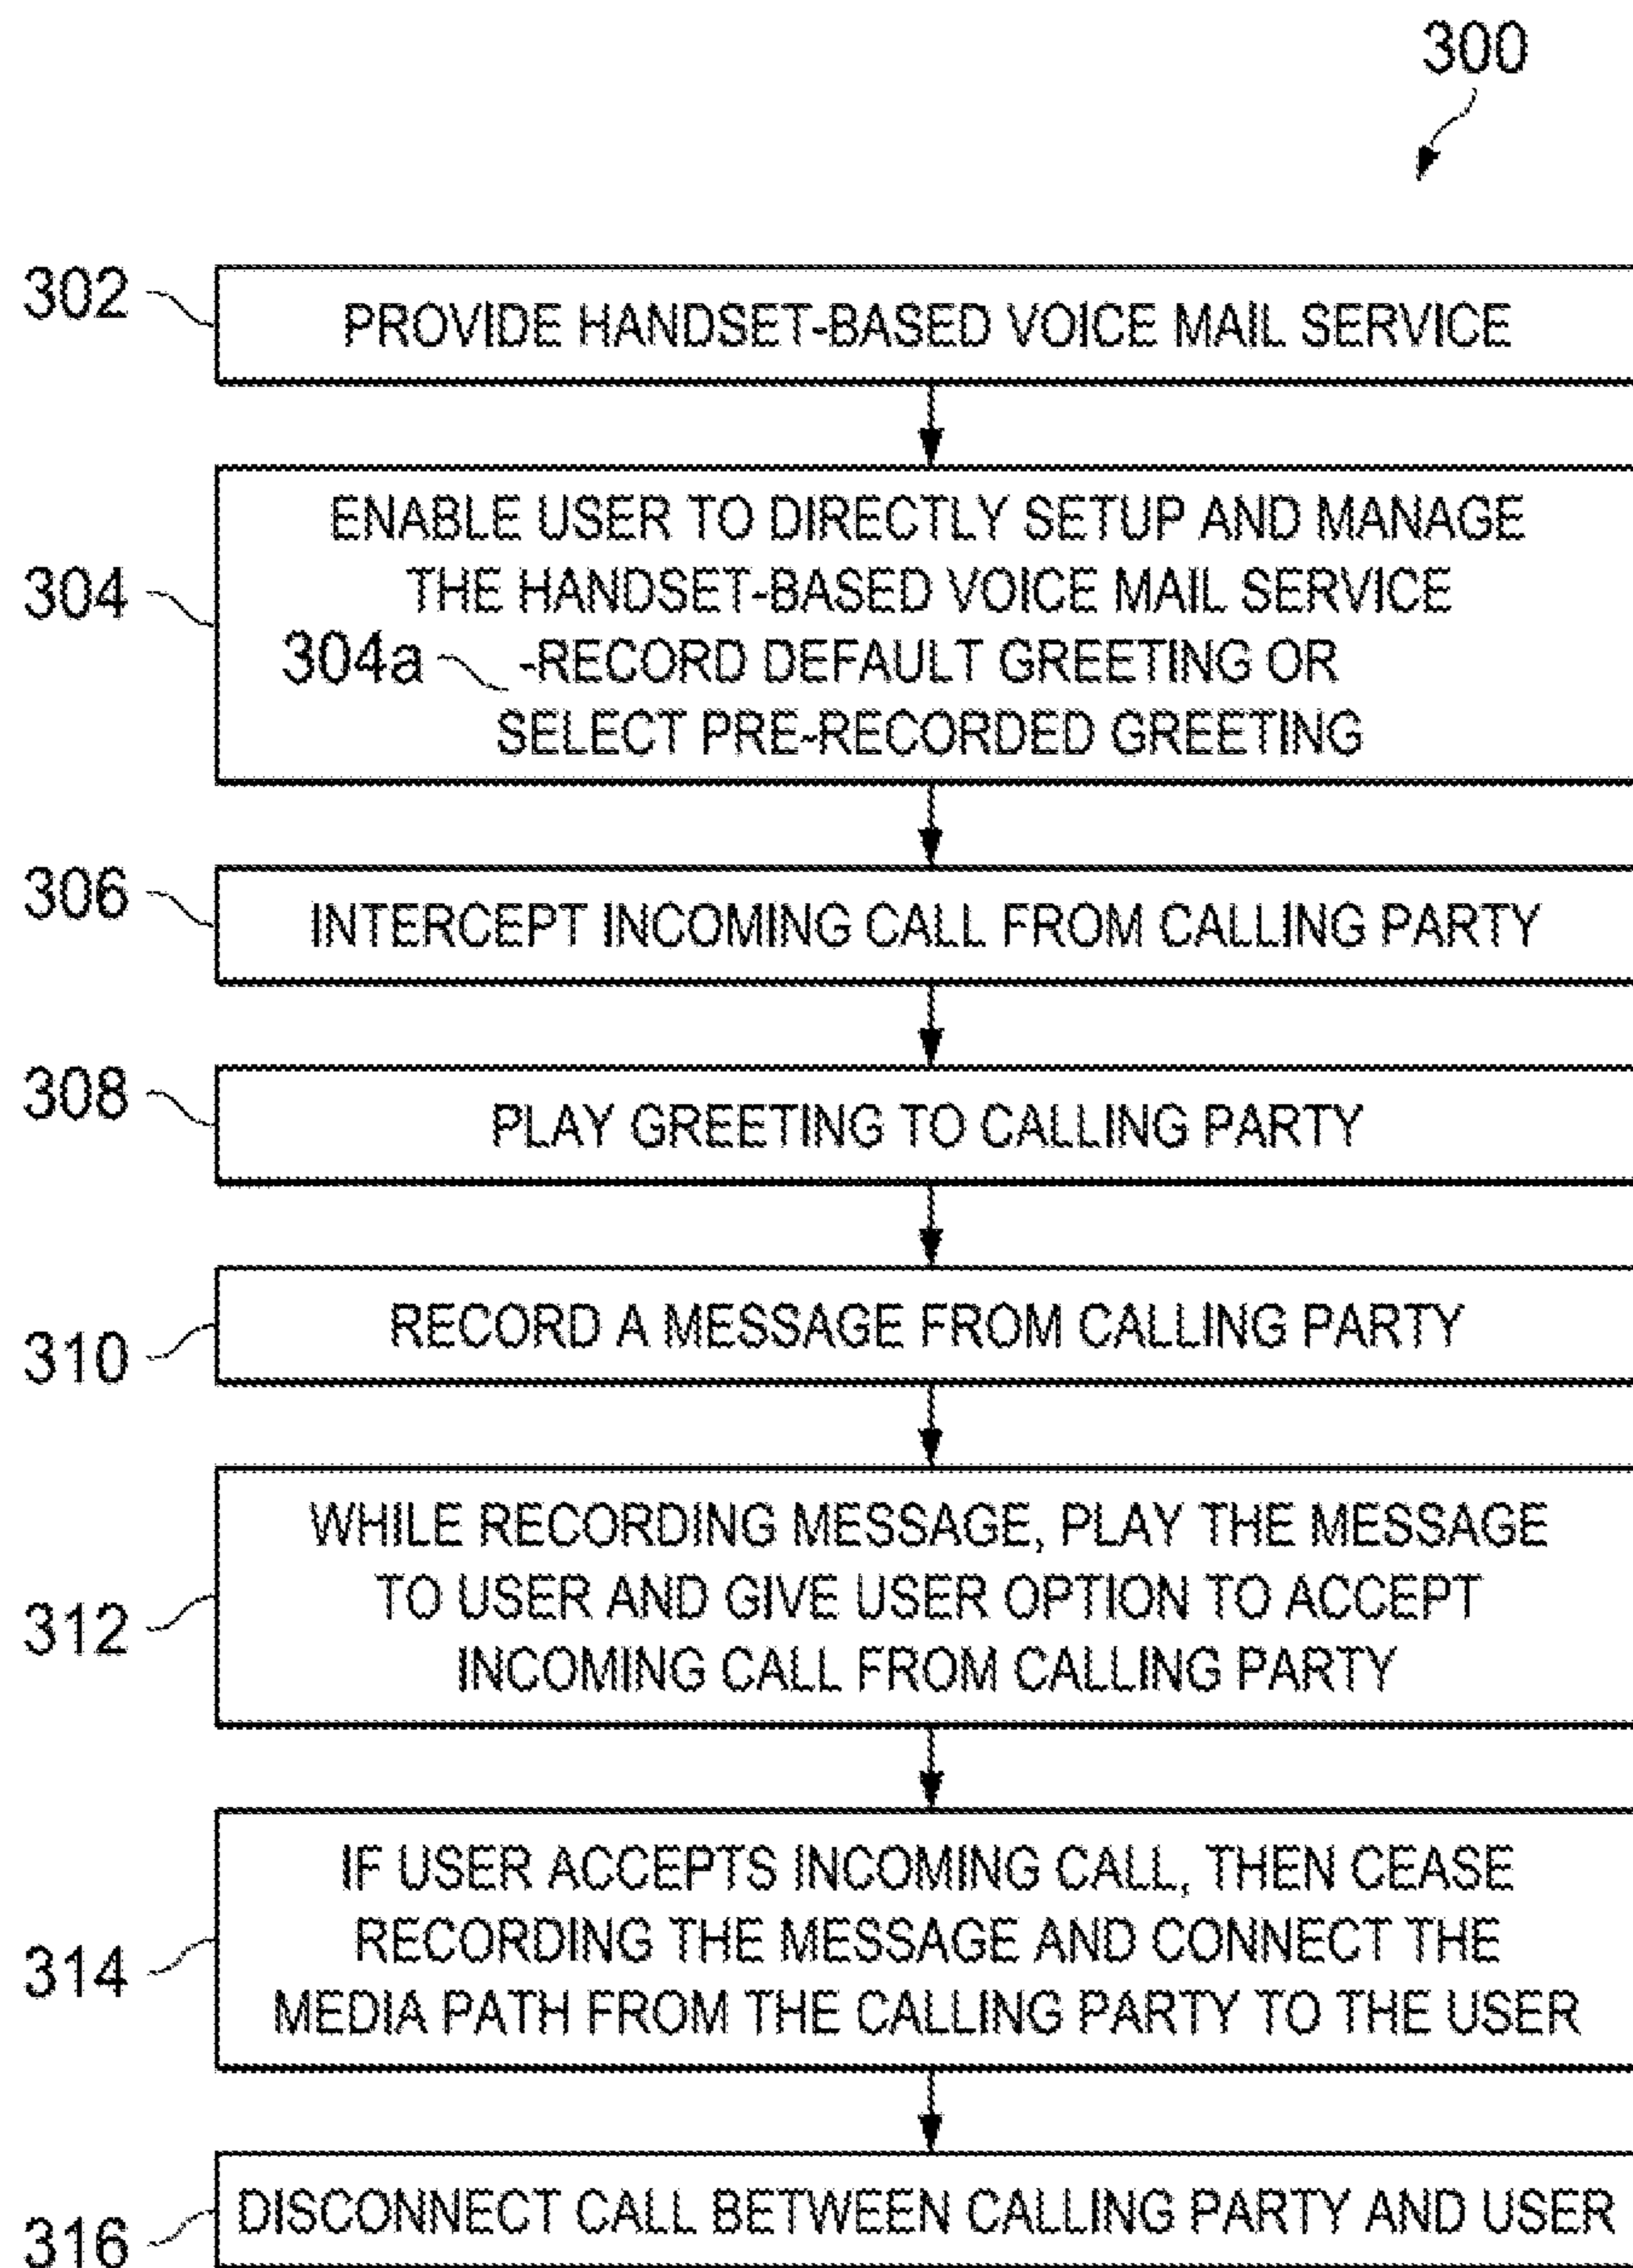 300
302
PROVIDE HANDSET-BASED VOICE MAIL SERVICE
304
ENABLE USER TO DIRECTLY SETUP AND MANAGE
THE HANDSET-BASED VOICE MAIL SERVICE
304a -RECORD DEFAULT GREETING OR
SELECT PRE-RECORDED GREETING
306
INTERCEPT INCOMING CALL FROM CALLING PARTY
308
PLAY GREETING TO CALLING PARTY
310
RECORD A MESSAGE FROM CALLING PARTY
312
WHILE RECORDING MESSAGE, PLAY THE MESSAGE
TO USER AND GIVE USER OPTION TO ACCEPT
INCOMING CALL FROM CALLING PARTY
314
IF USER ACCEPTS INCOMING CALL, THEN CEASE
RECORDING THE MESSAGE AND CONNECT THE
MEDIA PATH FROM THE CALLING PARTY TO THE USER
316
DISCONNECT CALL BETWEEN CALLING PARTY AND USER